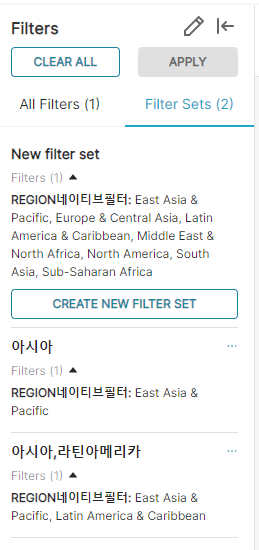 Filters
CLEAR ALL
APPLY
All Filters (1)
Filter Sets (2)
New filter set
Filters (1)
REGION네이티브필터: East Asia &
Pacific, Europe & Central Asia, Latin
America & Caribbean, Middle East &
North Africa, North America, South
Asia, Sub-Saharan Africa
CREATE NEW FILTER SET
아시아
Filters (1)
REGION네이티브필터: East Asia &
Pacific
아시아,라틴아메리카
Filters (1)
REGION네이티브필터: East Asia &
Pacific, Latin America & Caribbean